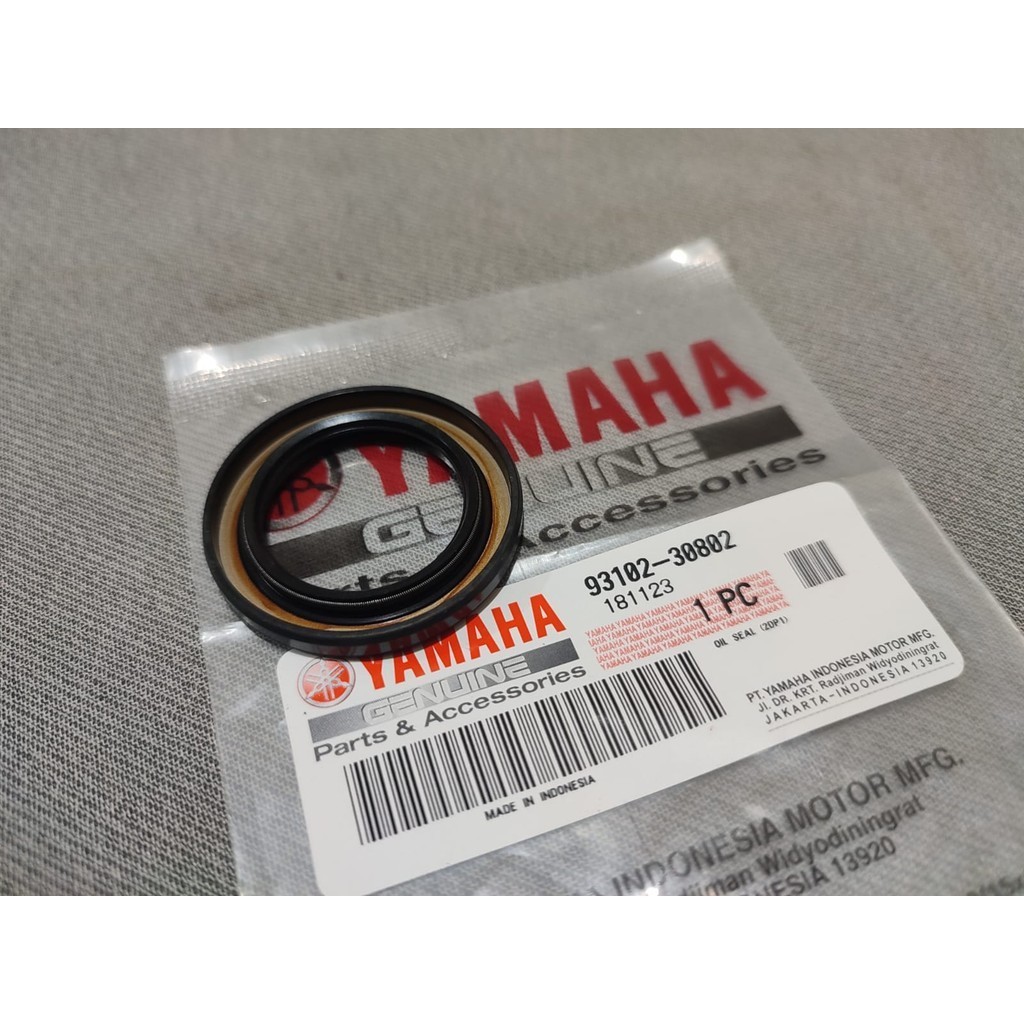 YAMAHA
GENUINE
Parts & Accessories
93102-30802
181123
1 PC
OIL SEAL (2DP1)
YAMAHA
GENUINE
Parts & Accessories
MADE IN INDONESIA
PT. YAMAHA INDONESIA MOTOR MFG.
JL. DR. KRT. Radjiman Widyodiningrat
JAKARTA-INDONESIA 13920
INDONESIA MOTOR MFG.
Widyodiningrat
13920